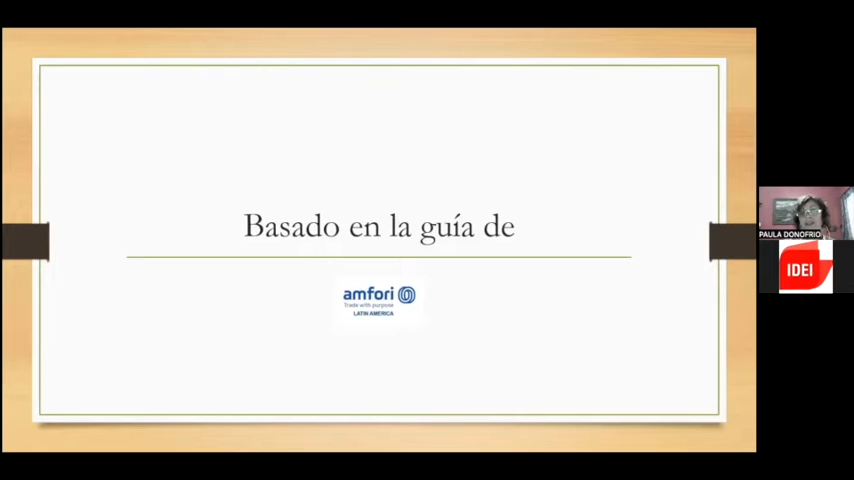 Basado en la guía de
amfori
Trade with purpose
LATIN AMERICA
PAULA DONOFRIO
IDEI